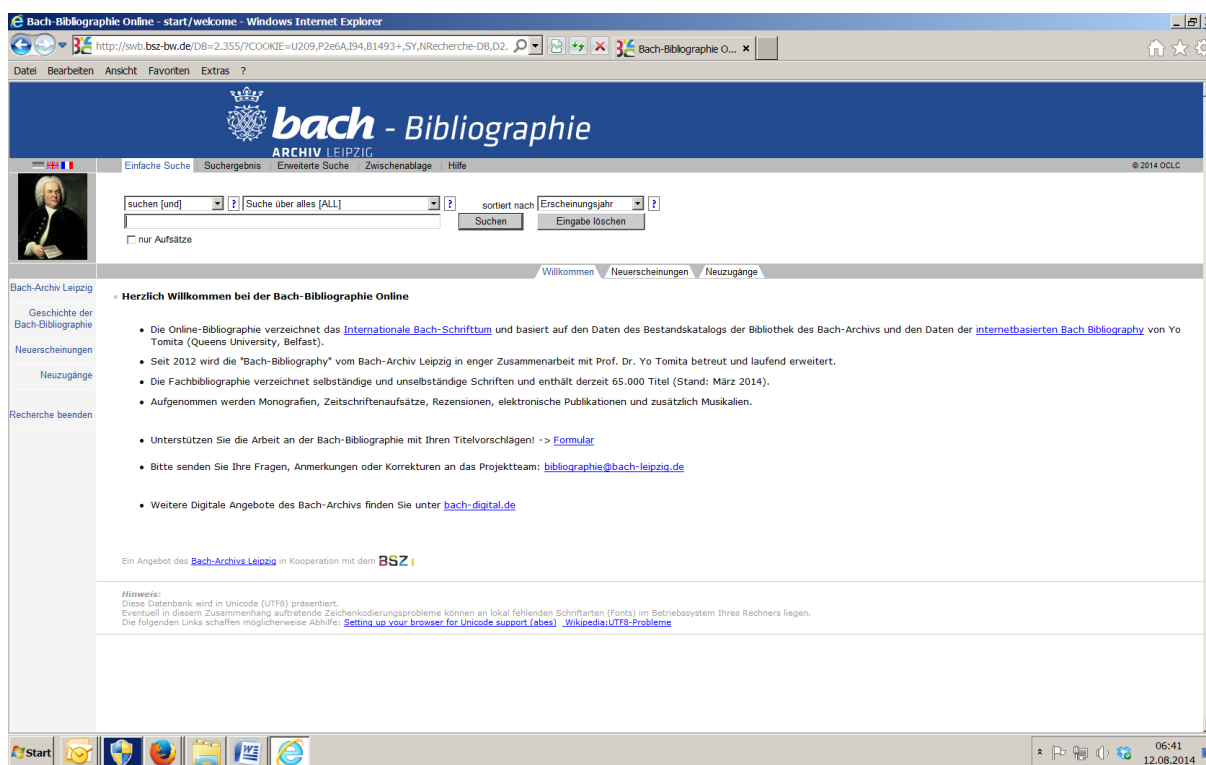 Bach-Bibliographie Online - start/welcome - Windows Internet Explorer
http://swb.bsz-bw.de/DB=2.355/?COOKIE=U209,P2e6A,I94,B1493+,SY,NRecherche-DB,D2.
Bach-Bibliographie O...
Datei Bearbeiten Ansicht Favoriten Extras ?
bach - Bibliographie
ARCHIV LEIPZIG
Einfache Suche Suchergebnis Erweiterte Suche Zwischenablage Hilfe
© 2014 OCLC
suchen [und] ? Suche über alles [ALL] ? sortiert nach Erscheinungsjahr ?
Suchen Eingabe löschen
nur Aufsätze
Willkommen Neuerscheinungen Neuzugänge
Bach-Archiv Leipzig
Geschichte der
Bach-Bibliographie
Neuerscheinungen
Neuzugänge
Recherche beenden
Herzlich Willkommen bei der Bach-Bibliographie Online
• Die Online-Bibliographie verzeichnet das Internationale Bach-Schrifttum und basiert auf den Daten des Bestandskatalogs der Bibliothek des Bach-Archivs und den Daten der internetbasierten Bach Bibliography von Yo
Tomita (Queens University, Belfast).
• Seit 2012 wird die "Bach-Bibliography" vom Bach-Archiv Leipzig in enger Zusammenarbeit mit Prof. Dr. Yo Tomita betreut und laufend erweitert.
• Die Fachbibliographie verzeichnet selbständige und unselbständige Schriften und enthält derzeit 65.000 Titel (Stand: März 2014).
• Aufgenommen werden Monografien, Zeitschriftenaufsätze, Rezensionen, elektronische Publikationen und zusätzlich Musikalien.
• Unterstützen Sie die Arbeit an der Bach-Bibliographie mit Ihren Titelvorschlägen! -> Formular
• Bitte senden Sie Ihre Fragen, Anmerkungen oder Korrekturen an das Projektteam: bibliographie@bach-leipzig.de
• Weitere Digitale Angebote des Bach-Archivs finden Sie unter bach-digital.de
Ein Angebot des Bach-Archivs Leipzig in Kooperation mit dem BSZ
Hinweis:
Diese Datenbank wird in Unicode (UTF8) präsentiert.
Eventuell in diesem Zusammenhang auftretende Zeichenkodierungsprobleme können an lokal fehlenden Schriftarten (Fonts) im Betriebssystem Ihres Rechners liegen.
Die folgenden Links schaffen möglicherweise Abhilfe: Setting up your browser for Unicode support (abes) Wikipedia:UTF8-Probleme
Start
06:41
12.08.2014